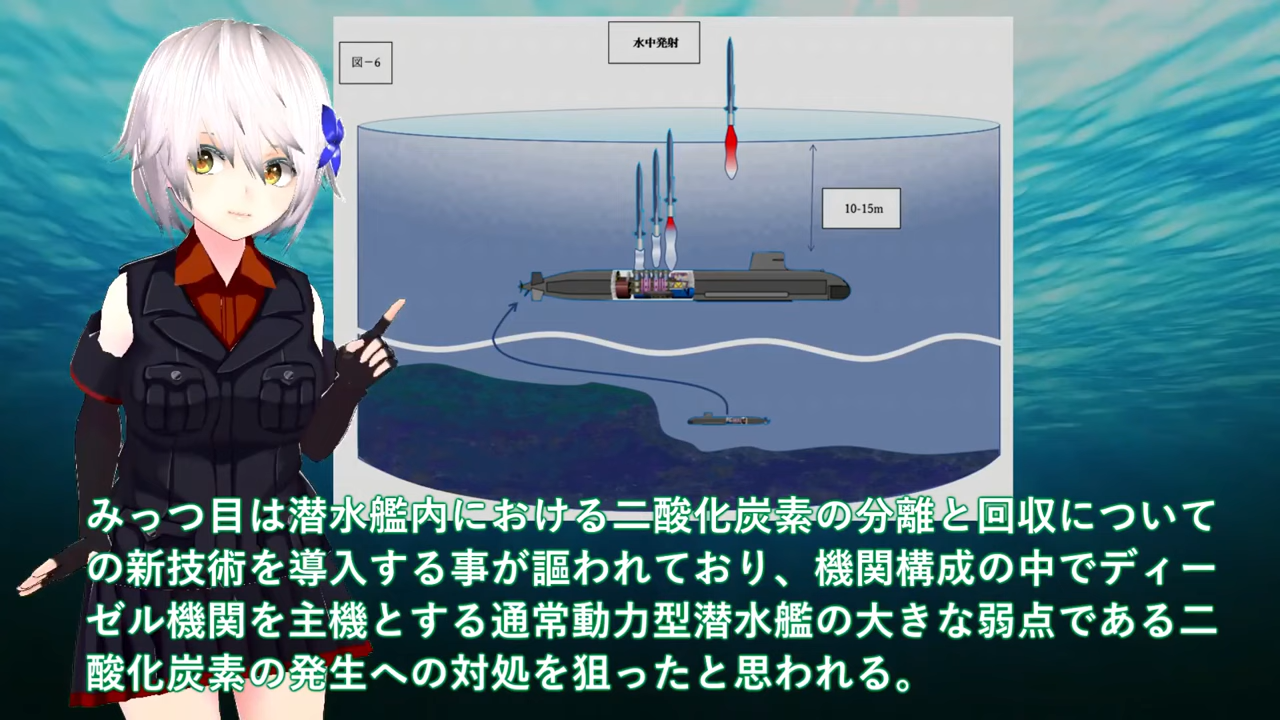 水中発射
図－6
10-15m
みっつ目は潜水艦内における二酸化炭素の分離と回収について
の新技術を導入する事が謳われており、機関構成の中でディー
ゼル機関を主機とする通常動力型潜水艦の大きな弱点である二
酸化炭素の発生への対処を狙ったと思われる。